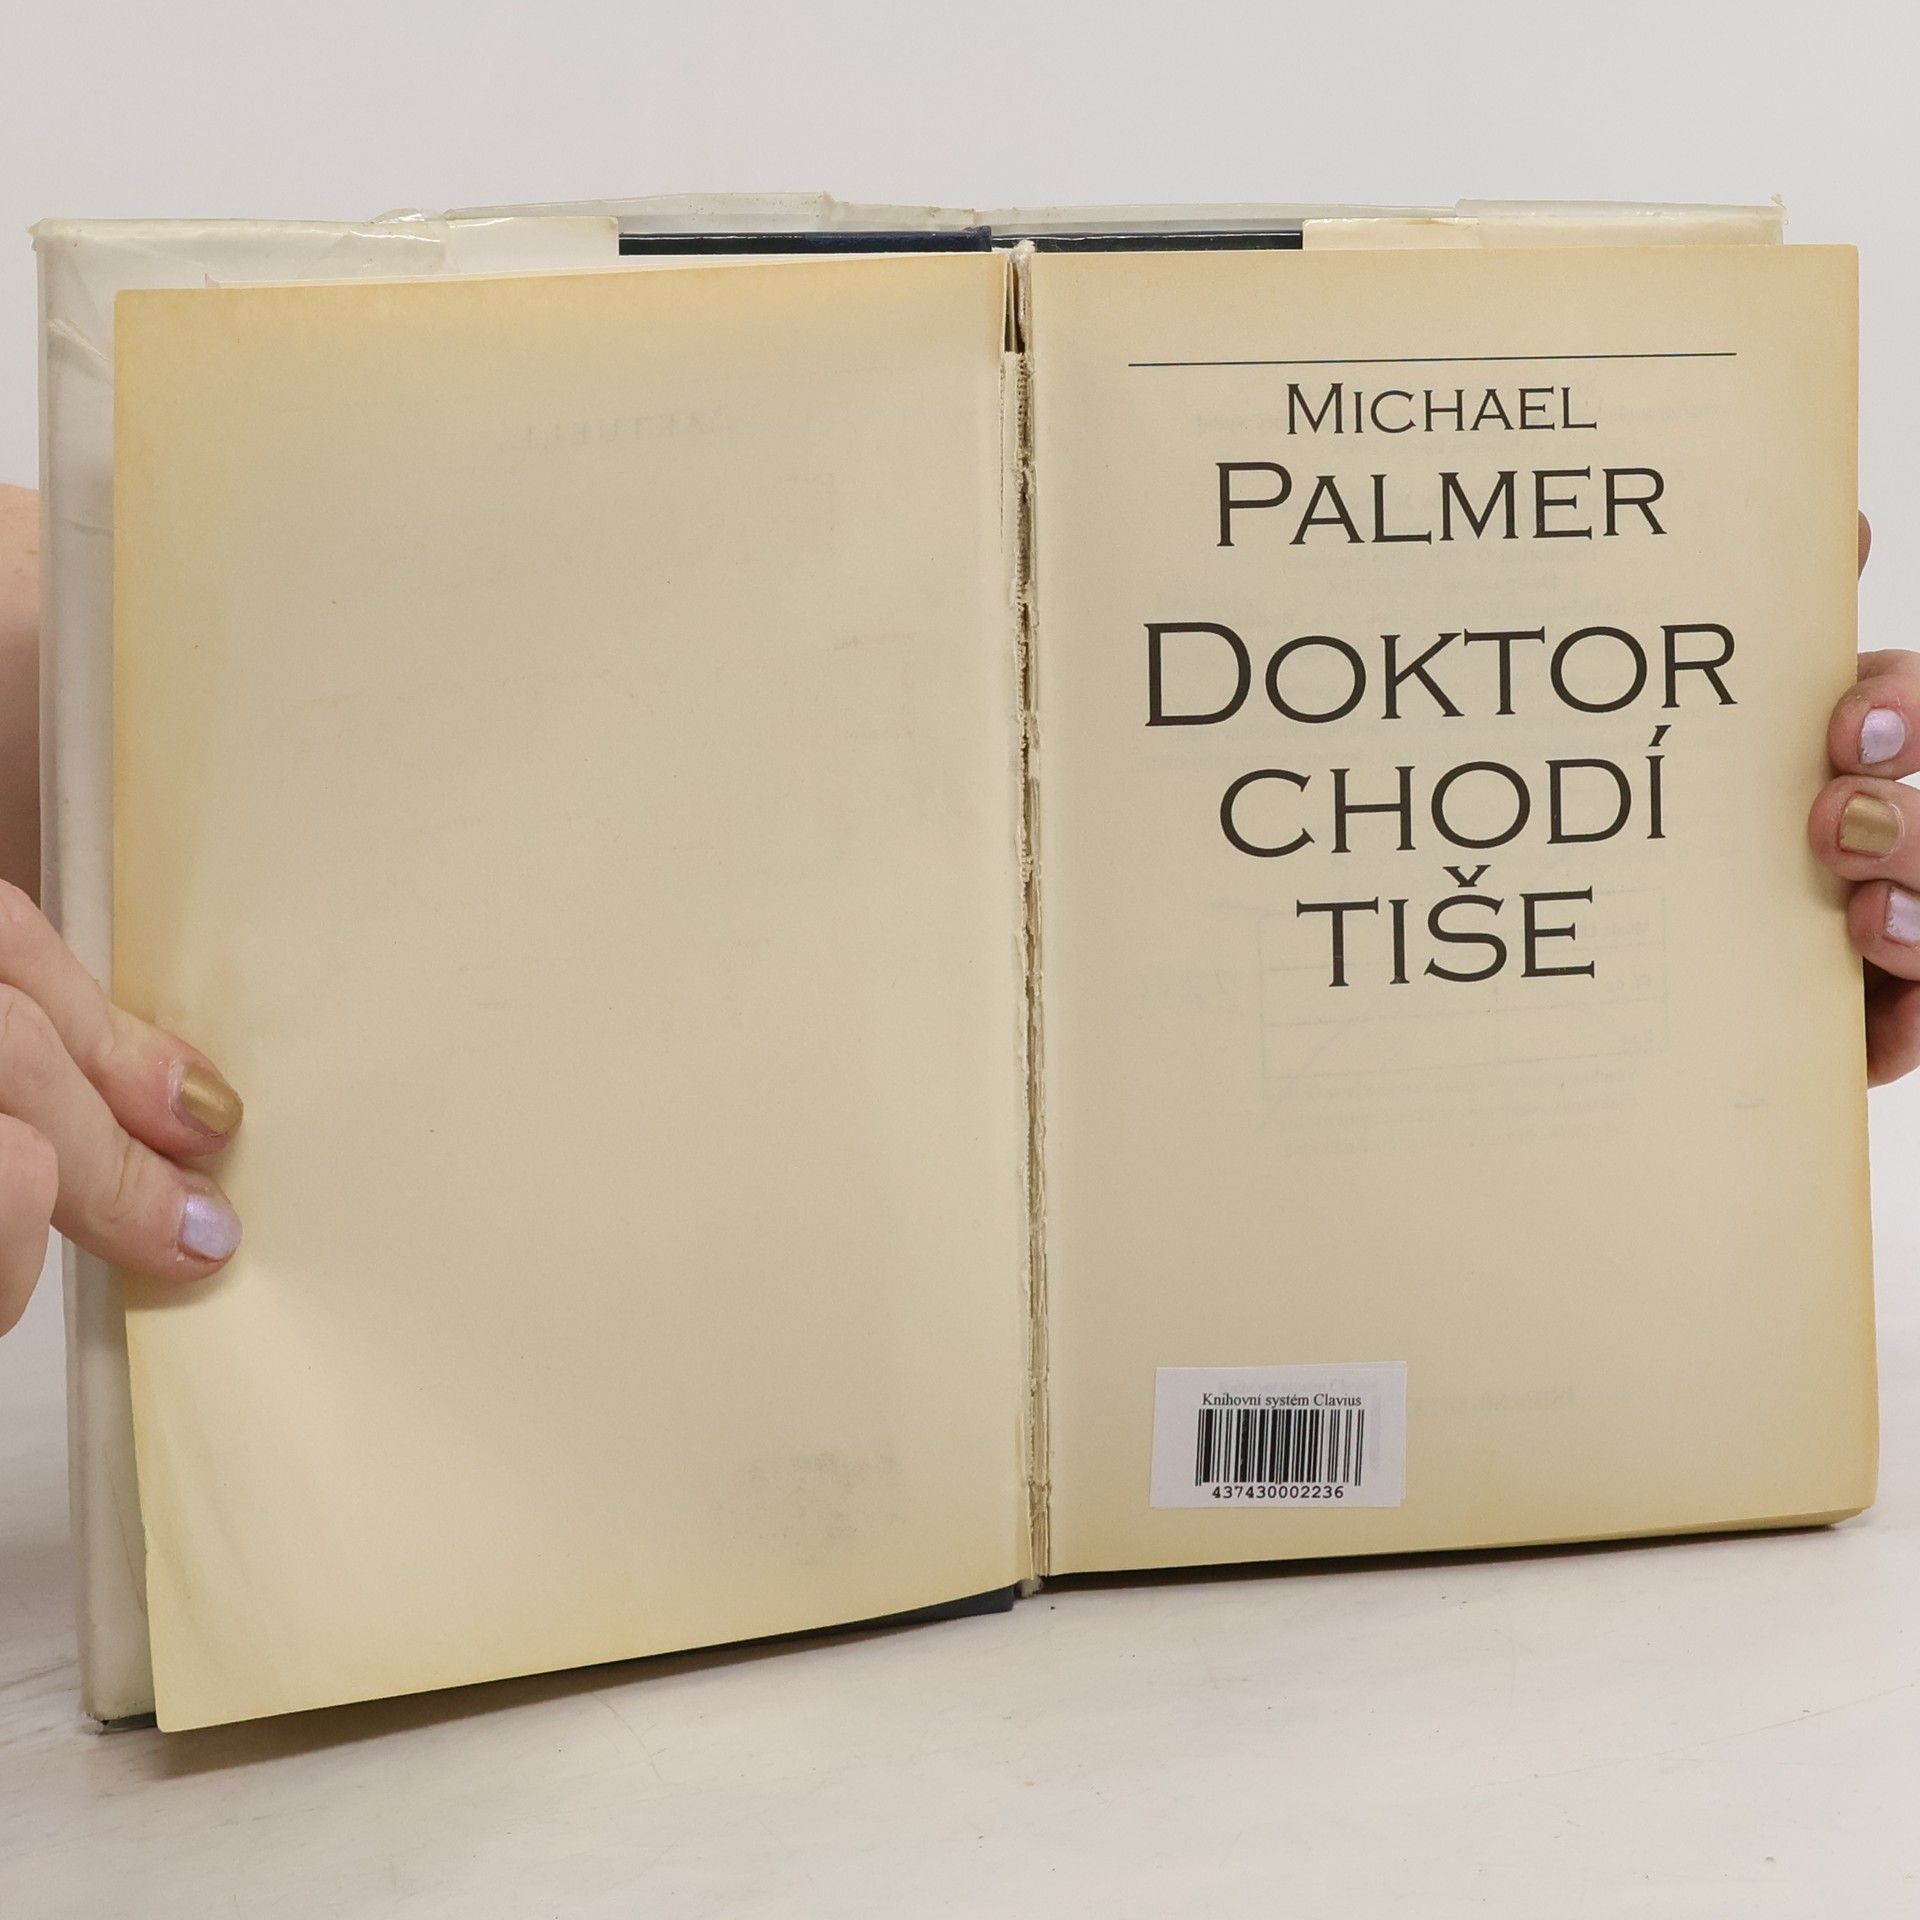 MICHAEL
PALMER
DOKTOR
CHODÍ
TIŠE
Knihovní systém Clavius
437430002236